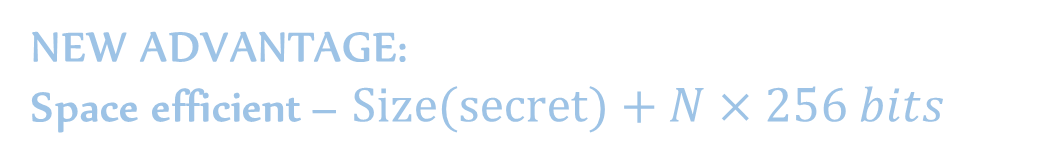 NEW ADVANTAGE:
Space efficient – Size(secret) + N × 256 bits